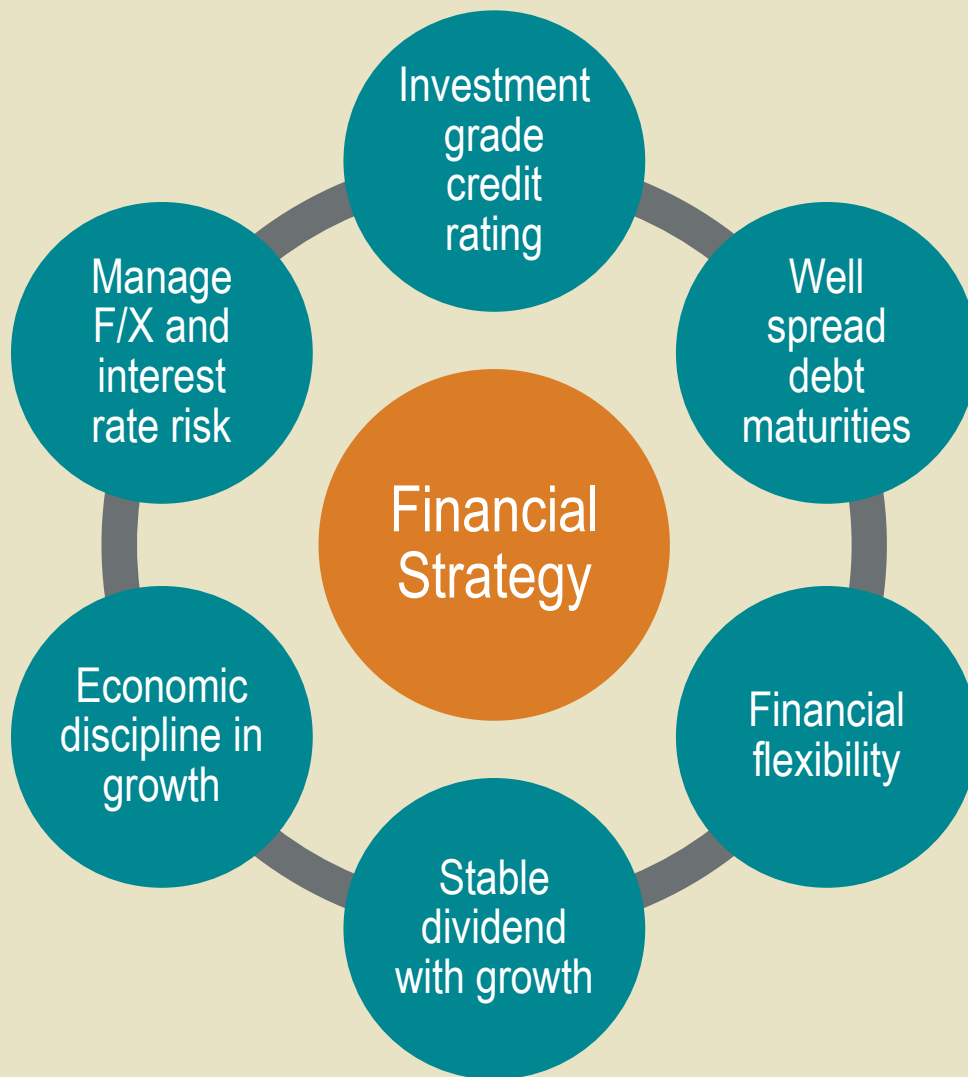 Investment
grade
credit
rating
Well
spread
debt
maturities
Financial
flexibility
Stable
dividend
with growth
Economic
discipline in
growth
Manage
F/X and
interest
rate risk
Financial
Strategy